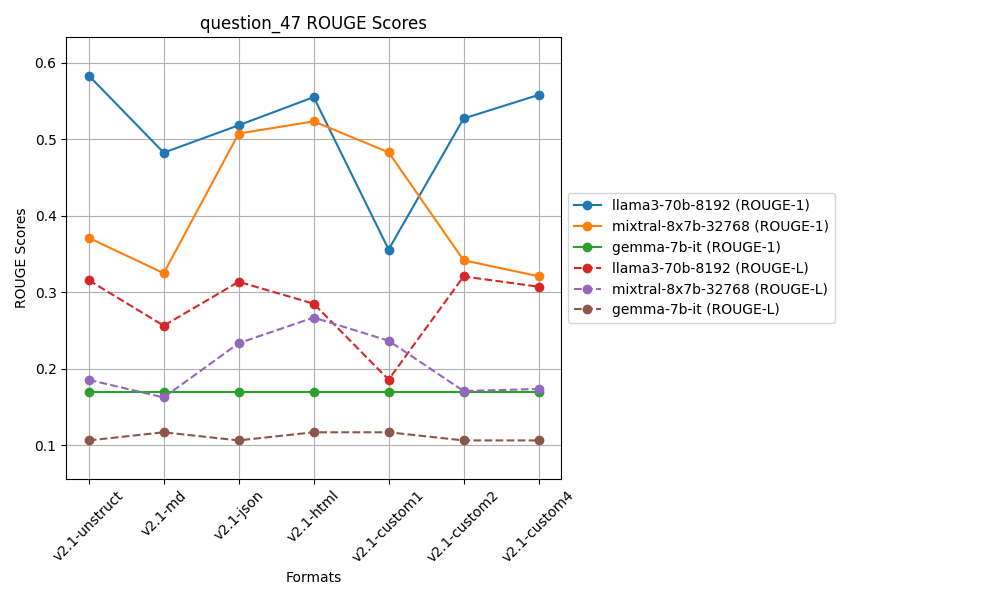 question_47 ROUGE Scores
ROUGE Scores
0.6
0.5
0.4
0.3
0.2
0.1
v2.1-unstruct
v2.1-md
v2.1-json
v2.1-html
v2.1-custom1
v2.1-custom2
v2.1-custom4
Formats
llama3-70b-8192 (ROUGE-1)
mixtral-8x7b-32768 (ROUGE-1)
gemma-7b-it (ROUGE-1)
llama3-70b-8192 (ROUGE-L)
mixtral-8x7b-32768 (ROUGE-L)
gemma-7b-it (ROUGE-L)